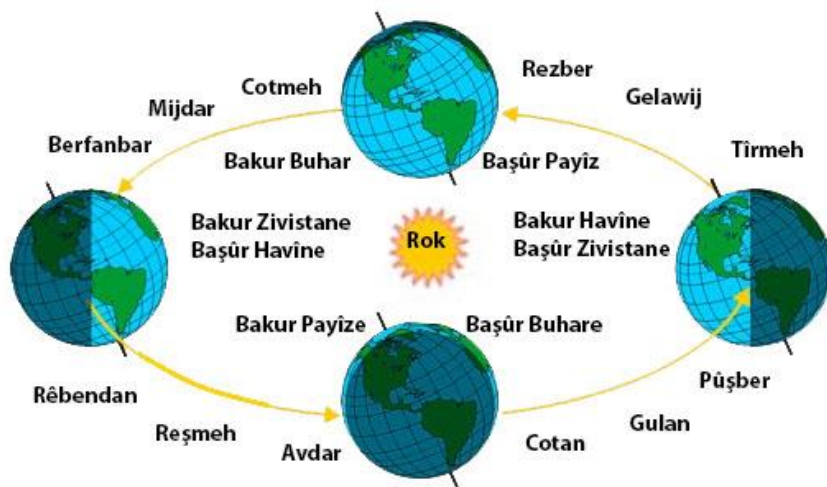 Rezber
Cotmeh
Gelawij
Mijdar
Berfanbar
Tîrmeh
Bakur Buhar
Başûr Payîz
Bakur Zivistane
Başûr Havîne
Rok
Bakur Havîne
Başûr Zivistane
Bakur Payîze
Başûr Buhare
Rêbendan
Pûşber
Reşmeh
Gulan
Avdar
Cotan